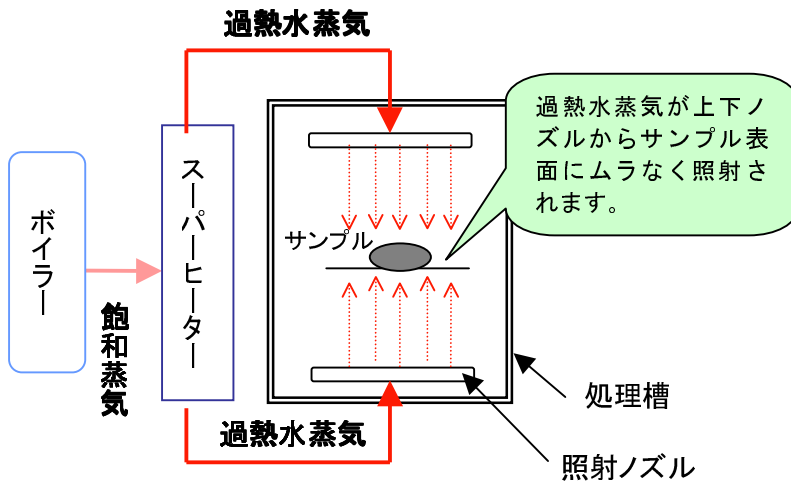 過熱水蒸気
過熱水蒸気が上下ノ
ズルからサンプル表
面にムラなく照射さ
れます。
スーパーヒーター
ボイラー
サンプル
飽和蒸気
処理槽
過熱水蒸気
照射ノズル